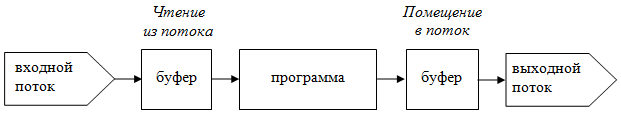 Чтение
из потока
Помещение
в поток
входной
поток
буфер
программа
буфер
выходной
поток